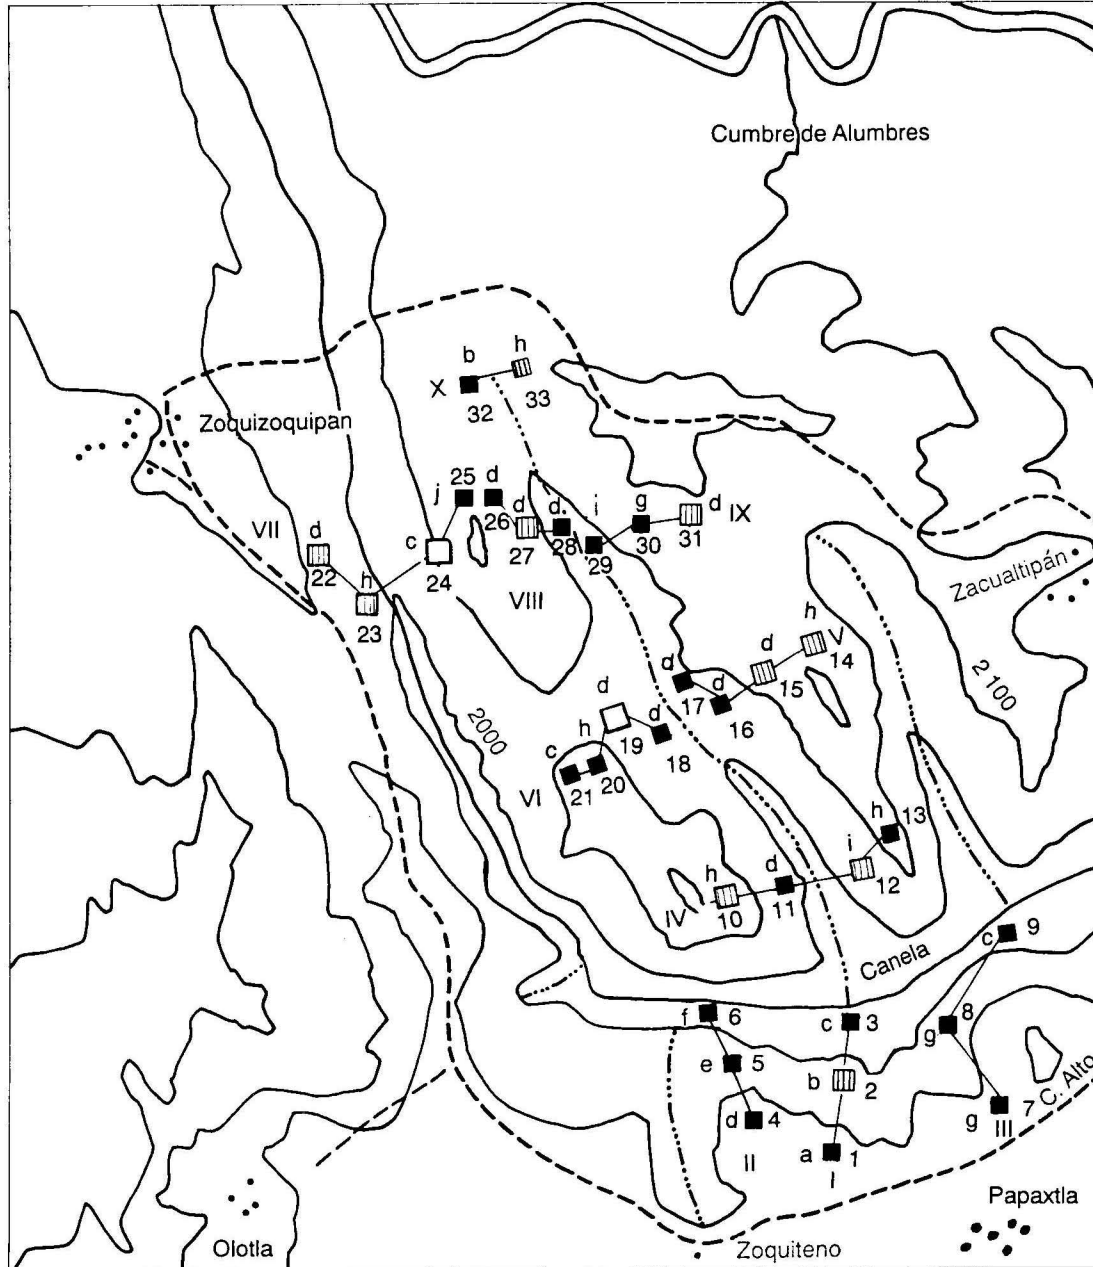 Cumbre de Alumbres
b h
X
32 33
Zoquizoquipan
25 d
j d d i g d IX
26 27 28 29 30 31
VII d
c
22 h 24
23 VIII
Zacualtipán
h
V
d 14
15
d
17 d
16
2 100
2000
d
h 19 d
c 18
20
VI 21
h 13
i
12
h d
IV 10 11
c 9
Canela
f 6 c 3 8
g
e 5 b 2
C. Alto
d 4 g 7
III
II a 1
I
Papaxtla
Olotla Zoquiteno